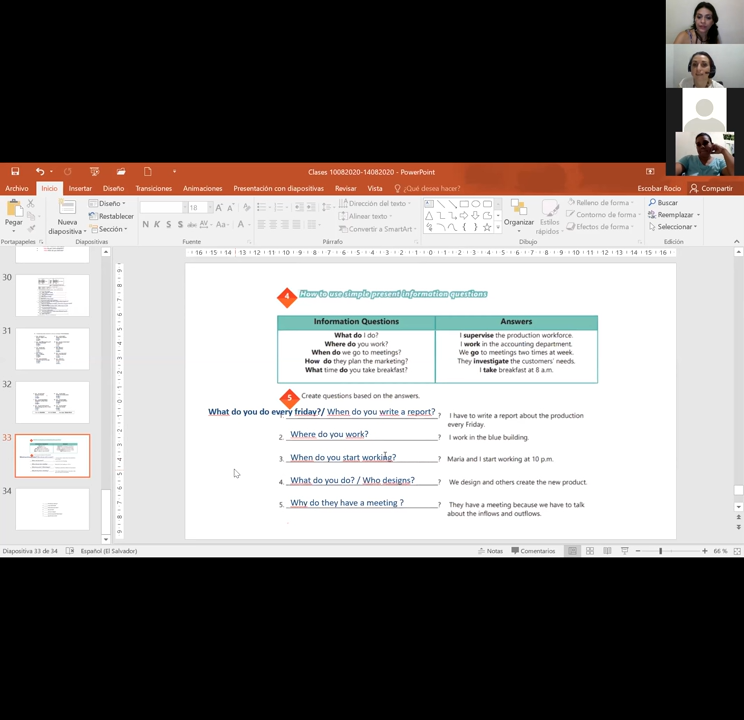 Clases 10082020-14082020 - PowerPoint
Archivo Inicio Insertar Diseño Transiciones Animaciones Presentación con diapositivas Revisar Vista ¿Qué desea hacer? Escobar Rocio Compartir
Pegar
Portapapeles
Nueva diapositiva
Diseño
Restablecer
Sección
Diapositivas
18
N K S S abc AV Aa A
Fuente
Dirección del texto
Alinear texto
Convertir a SmartArt
Párrafo
Organizar
Estilos rápidos
Relleno de forma
Contorno de forma
Efectos de forma
Dibujo
Buscar
Reemplazar
Seleccionar
Edición
30
31
32
33
34
4 How to use simple present information questions
Information Questions Answers
What do I do? I supervise the production workforce.
Where do you work? I work in the accounting department.
When do we go to meetings? We go to meetings two times at week.
How do they plan the marketing? They investigate the customers' needs.
What time do you take breakfast? I take breakfast at 8 a.m.
5 Create questions based on the answers.
1. What do you do every friday?/ When do you write a report? ? I have to write a report about the production
every Friday.
2. Where do you work? ? I work in the blue building.
3. When do you start working? ? Maria and I start working at 10 p.m.
4. What do you do? / Who designs? ? We design and others create the new product.
5. Why do they have a meeting ? ? They have a meeting because we have to talk
about the inflows and outflows.
Diapositiva 33 de 34 Español (El Salvador) Notas Comentarios 66 %